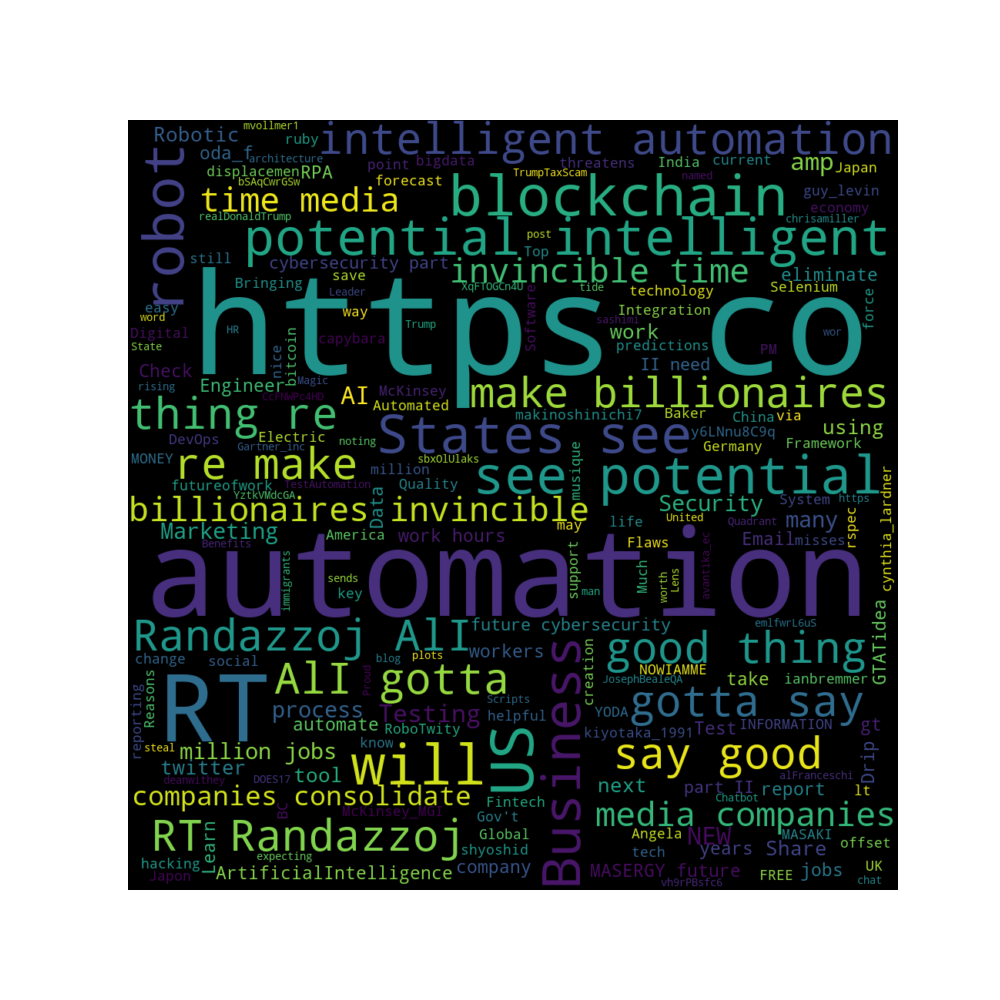 mvollmer1
Robotic
ruby
intelligent automation
oda_f
architecture
robot
point
bigdata
threatens
India
current
amp
Japan
displacemen
RPA
TrumpTaxScam
named
bSAqCwrGSw
forecast
blockchain
guy_levin
time media
economy
realDonaldTrump
chrisamiller
potential intelligent
post
still
cybersecurity part
Top
invincible time
eliminate
Bringing
save
XqFTOGCn4U
tide
technology
Selenium
https co
Leader
force
easy
way
Software
Integration
word
Trump
sashimi
work
wor
Digital
HR
State
capybara
predictions
PM
nice
bitcoin
II need
Check
rising
Magic
McKinsey
Engineer
AI
make billionaires
CcFNWPc4HD
Automated
thing re
makinoshinichi7
Baker
China
via
using
States see
y6LNnu8C9q
DevOps
Electric
Germany
Framework
Gartner_inc
noting
MONEY
re make
sbxOlUlaks
musique
see potential
million
futureofwork
TestAutomation
Quality
System
https
YztkVMdcGA
Data
Security
cynthia_lardner
billionaires invincible
many
rspec
Marketing
may
life
United
Quadrant
America
work hours
Email
misses
Benefits
Flaws
automation
immigrants
support
Much
worth
Lens
avantika_ec
sends
man
key
GTATidea
Randazzoj AlI
future cybersecurity
emlfwrL6uS
good thing
change
social
workers
blog
plots
creation
NOWIAMME
RT
AlI gotta
Proud
JosephBealeQA
take
ianbremmer
reporting
Reasons
Business
gotta say
Scripts
process
Testing
helpful
YODA
automate
RoboTwity
kiyotaka_1991
Test
INFORMATION
gt
steal
million jobs
know
US
say good
Drip
twitter
will
alFranceschi
deanwithey
DOES17
tool
next
part II
Chatbot
report
lt
companies consolidate
Fintech
BC
McKinsey_MGI
Gov't
media companies
RT Randazzoj
Learn
Global
Angela
NEW
MASAKI
shyoshid
offset
tech
years
Share
expecting
hacking
company
MASERGY future
jobs
UK
Japon
ArtificialIntelligence
vh9rPBsfc6
FREE
chat